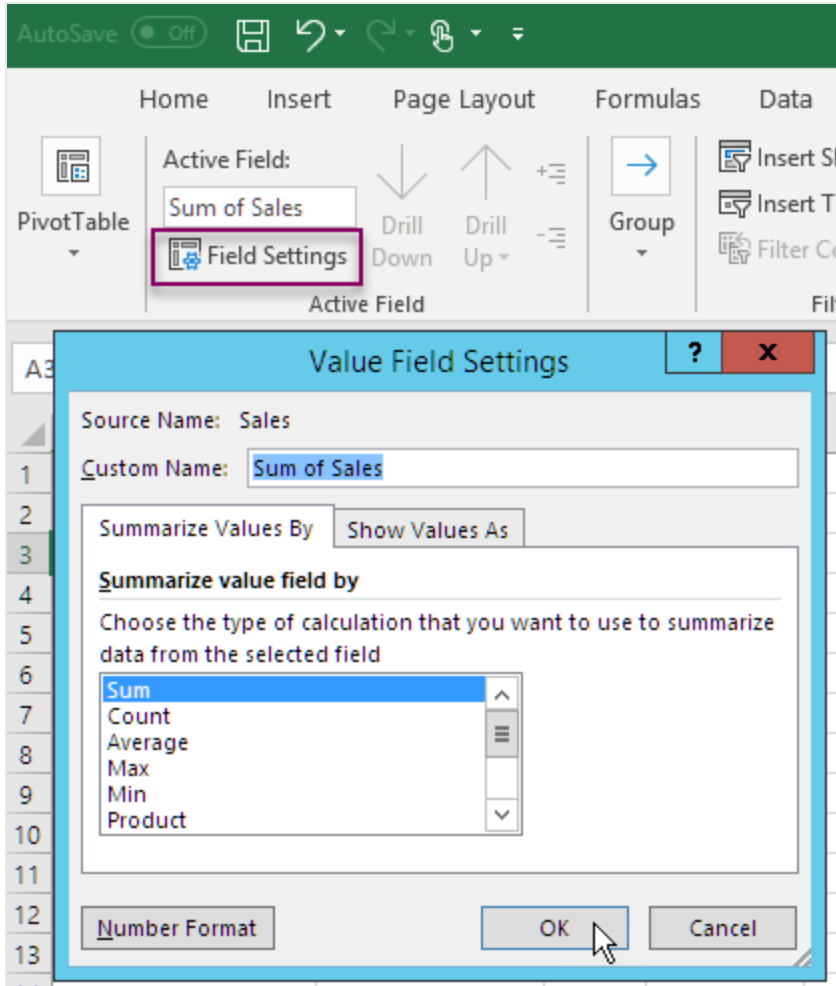 AutoSave Off
Home Insert Page Layout Formulas Data
PivotTable
Active Field:
Sum of Sales
Field Settings
Drill Down
Drill Up
Active Field
Group
Insert
Insert
Filter
A3
Value Field Settings
? x
Source Name: Sales
Custom Name: Sum of Sales
Summarize Values By Show Values As
Summarize value field by
Choose the type of calculation that you want to use to summarize
data from the selected field
Sum
Count
Average
Max
Min
Product
Number Format OK Cancel
1
2
3
4
5
6
7
8
9
10
11
12
13